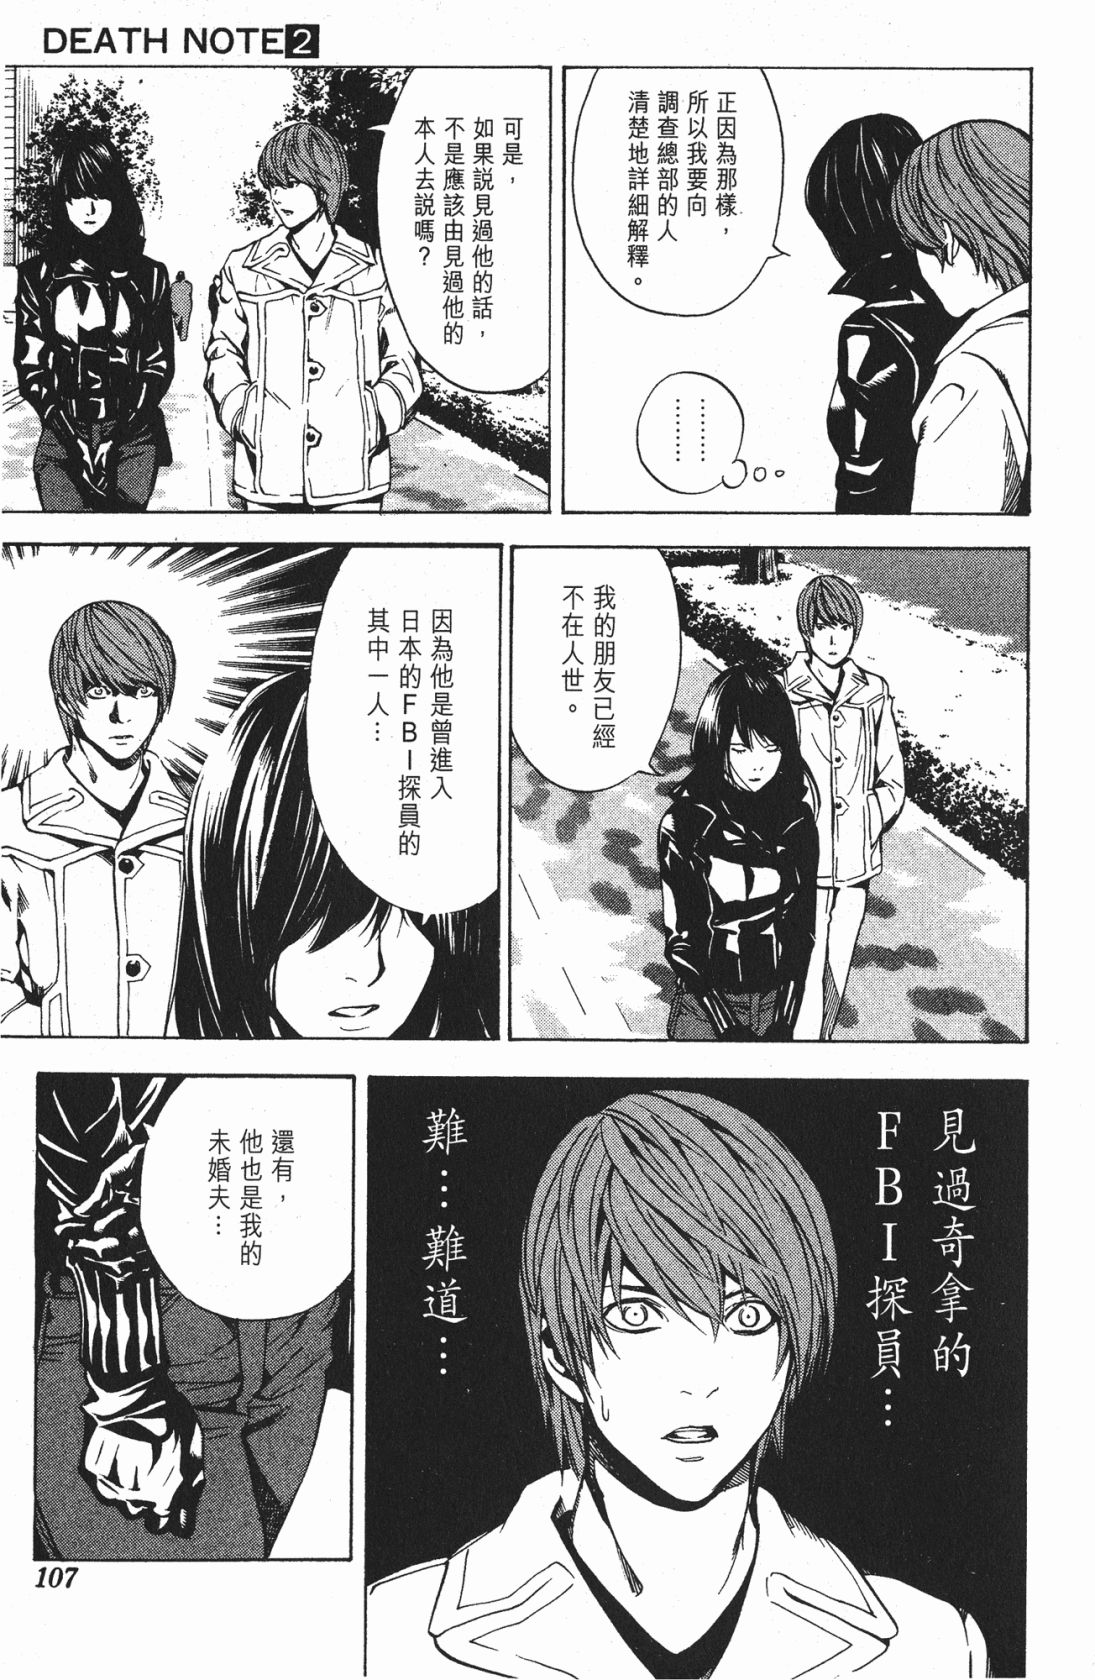 DEATH NOTE2
正因為那樣，
所以我要向
調查總部的人
清楚地詳細解釋。
………
可是，
如果說見過他的話，
不是應該由見過他的
本人去說嗎？
我的朋友已經
不在人世。
因為他是曾進入
日本的FBI探員的
其中一人…
見過奇拿的
FBI探員…
難…難道…
還有，
他也是我的
未婚夫…
107